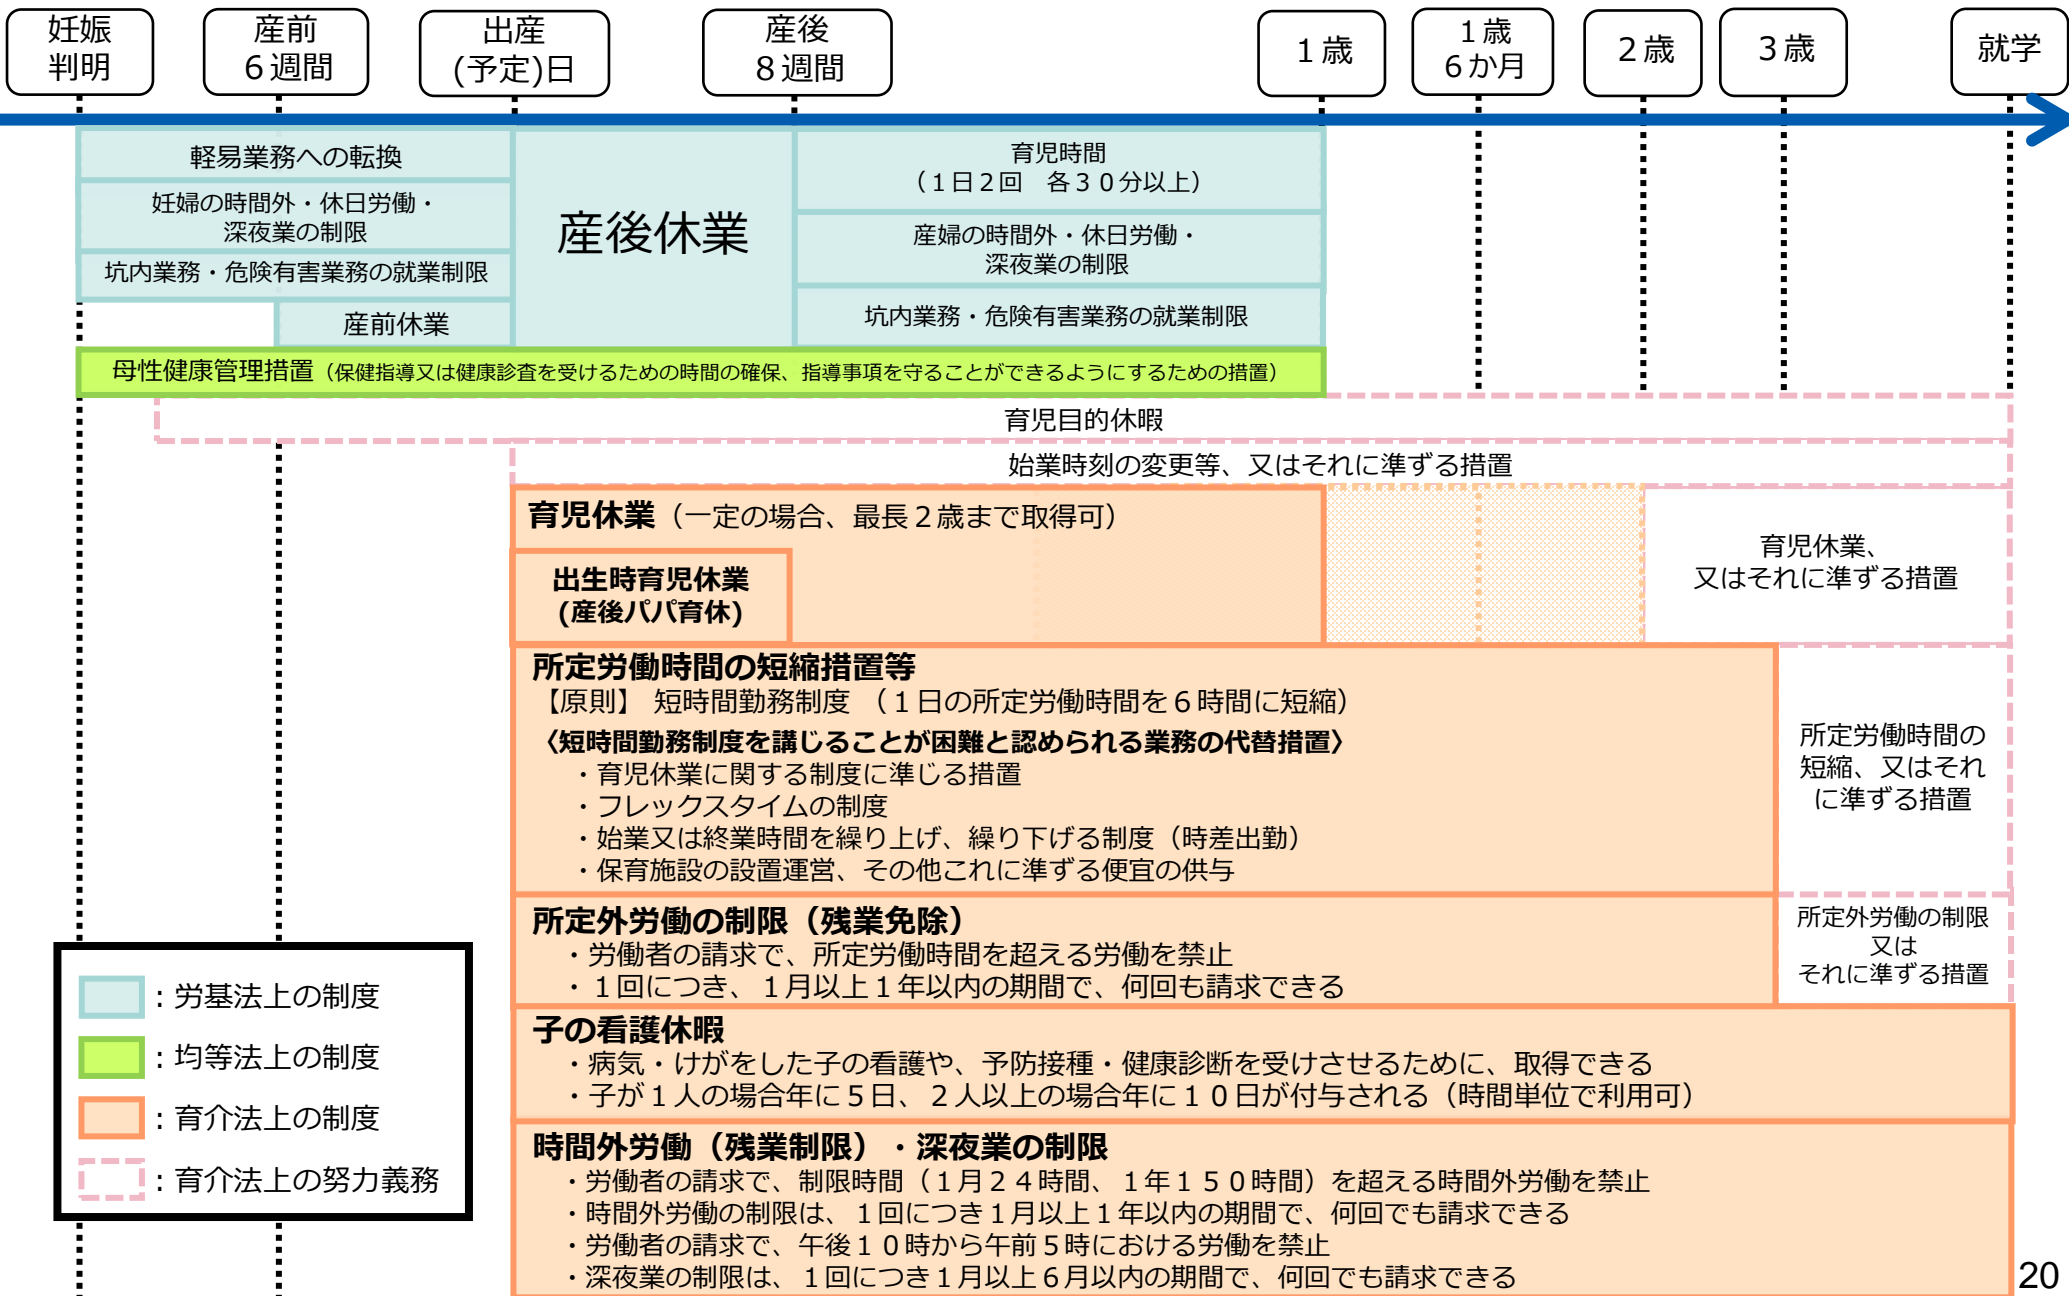 妊娠
判明
産前
６週間
出産
(予定)日
産後
８週間
１歳
１歳
６か月
２歳
３歳
就学
軽易業務への転換
妊婦の時間外・休日労働・
深夜業の制限
坑内業務・危険有害業務の就業制限
産前休業
産後休業
育児時間
（１日２回　各３０分以上）
産婦の時間外・休日労働・
深夜業の制限
坑内業務・危険有害業務の就業制限
母性健康管理措置（保健指導又は健康診査を受けるための時間の確保、指導事項を守ることができるようにするための措置）
育児目的休暇
始業時刻の変更等、又はそれに準ずる措置
育児休業（一定の場合、最長２歳まで取得可）
出生時育児休業
(産後パパ育休)
育児休業、
又はそれに準ずる措置
所定労働時間の短縮措置等
【原則】 短時間勤務制度 （１日の所定労働時間を６時間に短縮）
〈短時間勤務制度を講じることが困難と認められる業務の代替措置〉
・育児休業に関する制度に準じる措置
・フレックスタイムの制度
・始業又は終業時間を繰り上げ、繰り下げる制度（時差出勤）
・保育施設の設置運営、その他これに準ずる便宜の供与
所定労働時間の
短縮、又はそれ
に準ずる措置
所定外労働の制限（残業免除）
・労働者の請求で、所定労働時間を超える労働を禁止
・１回につき、１月以上１年以内の期間で、何回も請求できる
所定外労働の制限
又は
それに準ずる措置
子の看護休暇
・病気・けがをした子の看護や、予防接種・健康診断を受けさせるために、取得できる
・子が１人の場合年に５日、２人以上の場合年に１０日が付与される（時間単位で利用可）
時間外労働（残業制限）・深夜業の制限
・労働者の請求で、制限時間（１月２４時間、１年１５０時間）を超える時間外労働を禁止
・時間外労働の制限は、１回につき１月以上１年以内の期間で、何回でも請求できる
・労働者の請求で、午後１０時から午前５時における労働を禁止
・深夜業の制限は、１回につき１月以上６月以内の期間で、何回でも請求できる
：労基法上の制度
：均等法上の制度
：育介法上の制度
：育介法上の努力義務
20